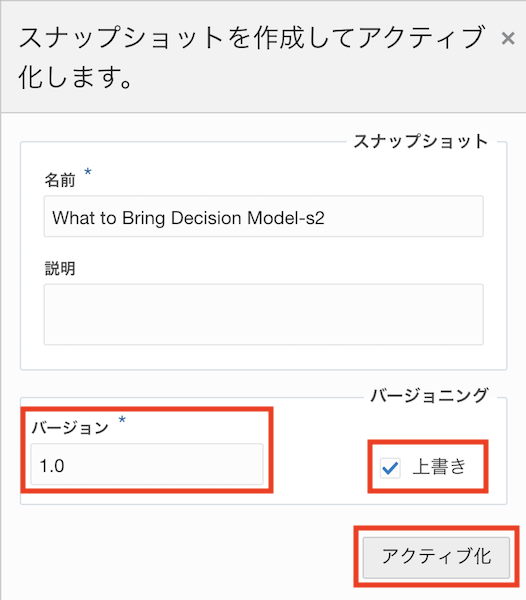 スナップショットを作成してアクティブ ×
化します。
スナップショット
名前 *
What to Bring Decision Model-s2
説明
バージョニング
バージョン *
1.0
上書き
アクティブ化